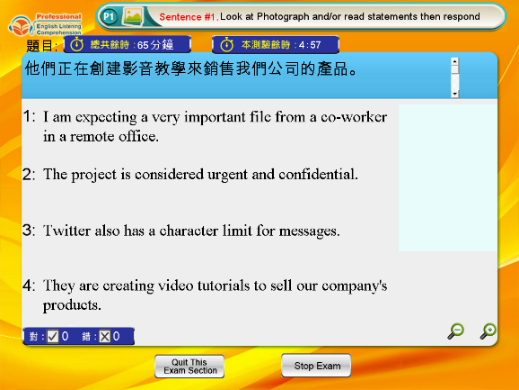 Professional
English Listening
Comprehension
P1
Sentence #1. Look at Photograph and/or read statements then respond
題目:
總共餘時 :65分鐘
本測驗餘時 :4:57
他們正在創建影音教學來銷售我們公司的產品。
1: I am expecting a very important file from a co-worker
in a remote office.
2: The project is considered urgent and confidential.
3: Twitter also has a character limit for messages.
4: They are creating video tutorials to sell our company's
products.
對: 0 錯: 0
Quit This
Exam Section
Stop Exam